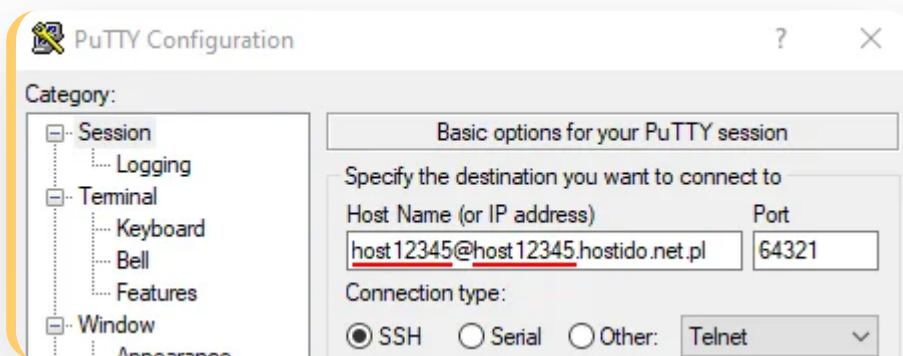 PuTTY Configuration
?
Category:
Session
Logging
Terminal
Keyboard
Bell
Features
Window
Appearance
Basic options for your PuTTY session
Specify the destination you want to connect to
Host Name (or IP address)
Port
host12345@host12345.hostido.net.pl
64321
Connection type:
SSH
Serial
Other:
Telnet